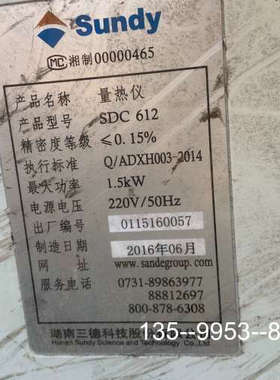 Sundy
MC 湘制00000465
产品名称 量热仪
产品型号 SDC 612
精密度等级 ≤0.15%
执行标准 Q/ADXH003-2014
最大功率 1.5kW
电源电压 220V/50Hz
出厂编号 0115160057
制造日期 2016年06月
网 址 www.sandegroup.com
服务电话 0731-89863977
88812697
800-878-6308
135--9953--8
湖南三德科技股份有限公司
Hunan Sundy Science and Technology Co., Ltd